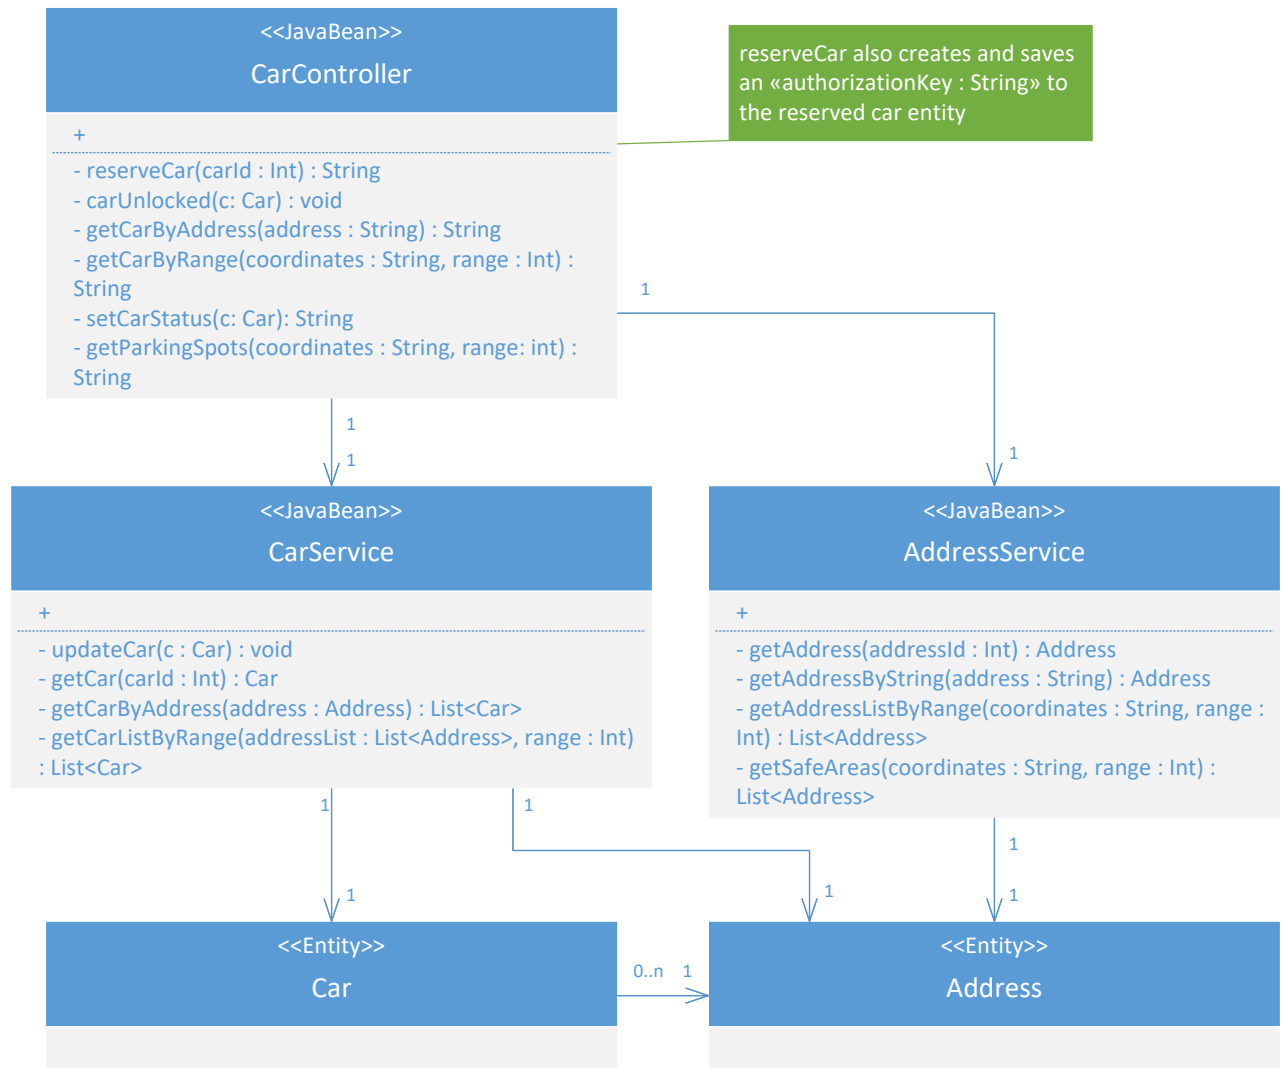 <<JavaBean>>
CarController
+
- reserveCar(carId : Int) : String
- carUnlocked(c: Car) : void
- getCarByAddress(address : String) : String
- getCarByRange(coordinates : String, range : Int) :
String
- setCarStatus(c: Car): String
- getParkingSpots(coordinates : String, range: int) :
String
reserveCar also creates and saves
an «authorizationKey : String» to
the reserved car entity
1
1
1
1
<<JavaBean>>
CarService
+
- updateCar(c : Car) : void
- getCar(carId : Int) : Car
- getCarByAddress(address : Address) : List<Car>
- getCarListByRange(addressList : List<Address>, range : Int)
: List<Car>
<<JavaBean>>
AddressService
+
- getAddress(addressId : Int) : Address
- getAddressByString(address : String) : Address
- getAddressListByRange(coordinates : String, range :
Int) : List<Address>
- getSafeAreas(coordinates : String, range : Int) :
List<Address>
1
1
1
1
1
1
<<Entity>>
Car
0..n 1
<<Entity>>
Address